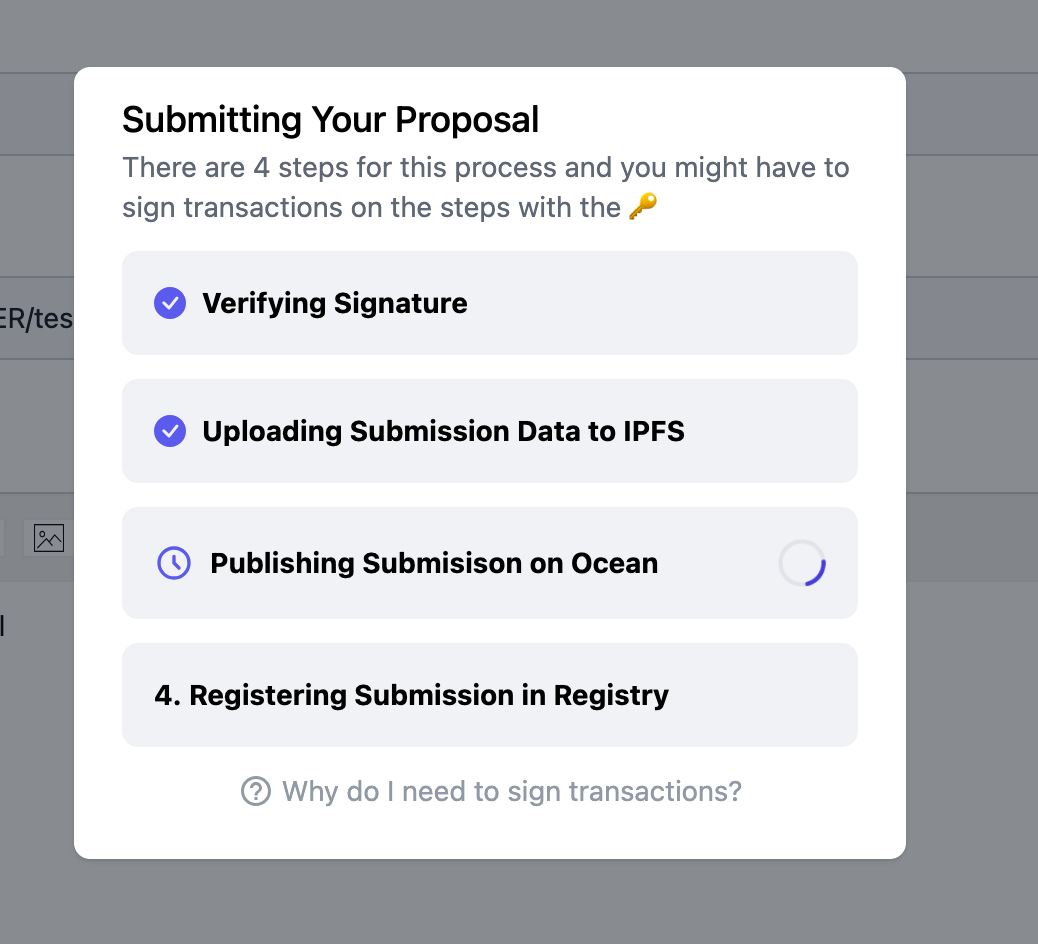 Submitting Your Proposal
There are 4 steps for this process and you might have to
sign transactions on the steps with the 🔑
Verifying Signature
Uploading Submission Data to IPFS
ER/tes
Publishing Submisison on Ocean
4. Registering Submission in Registry
Why do I need to sign transactions?